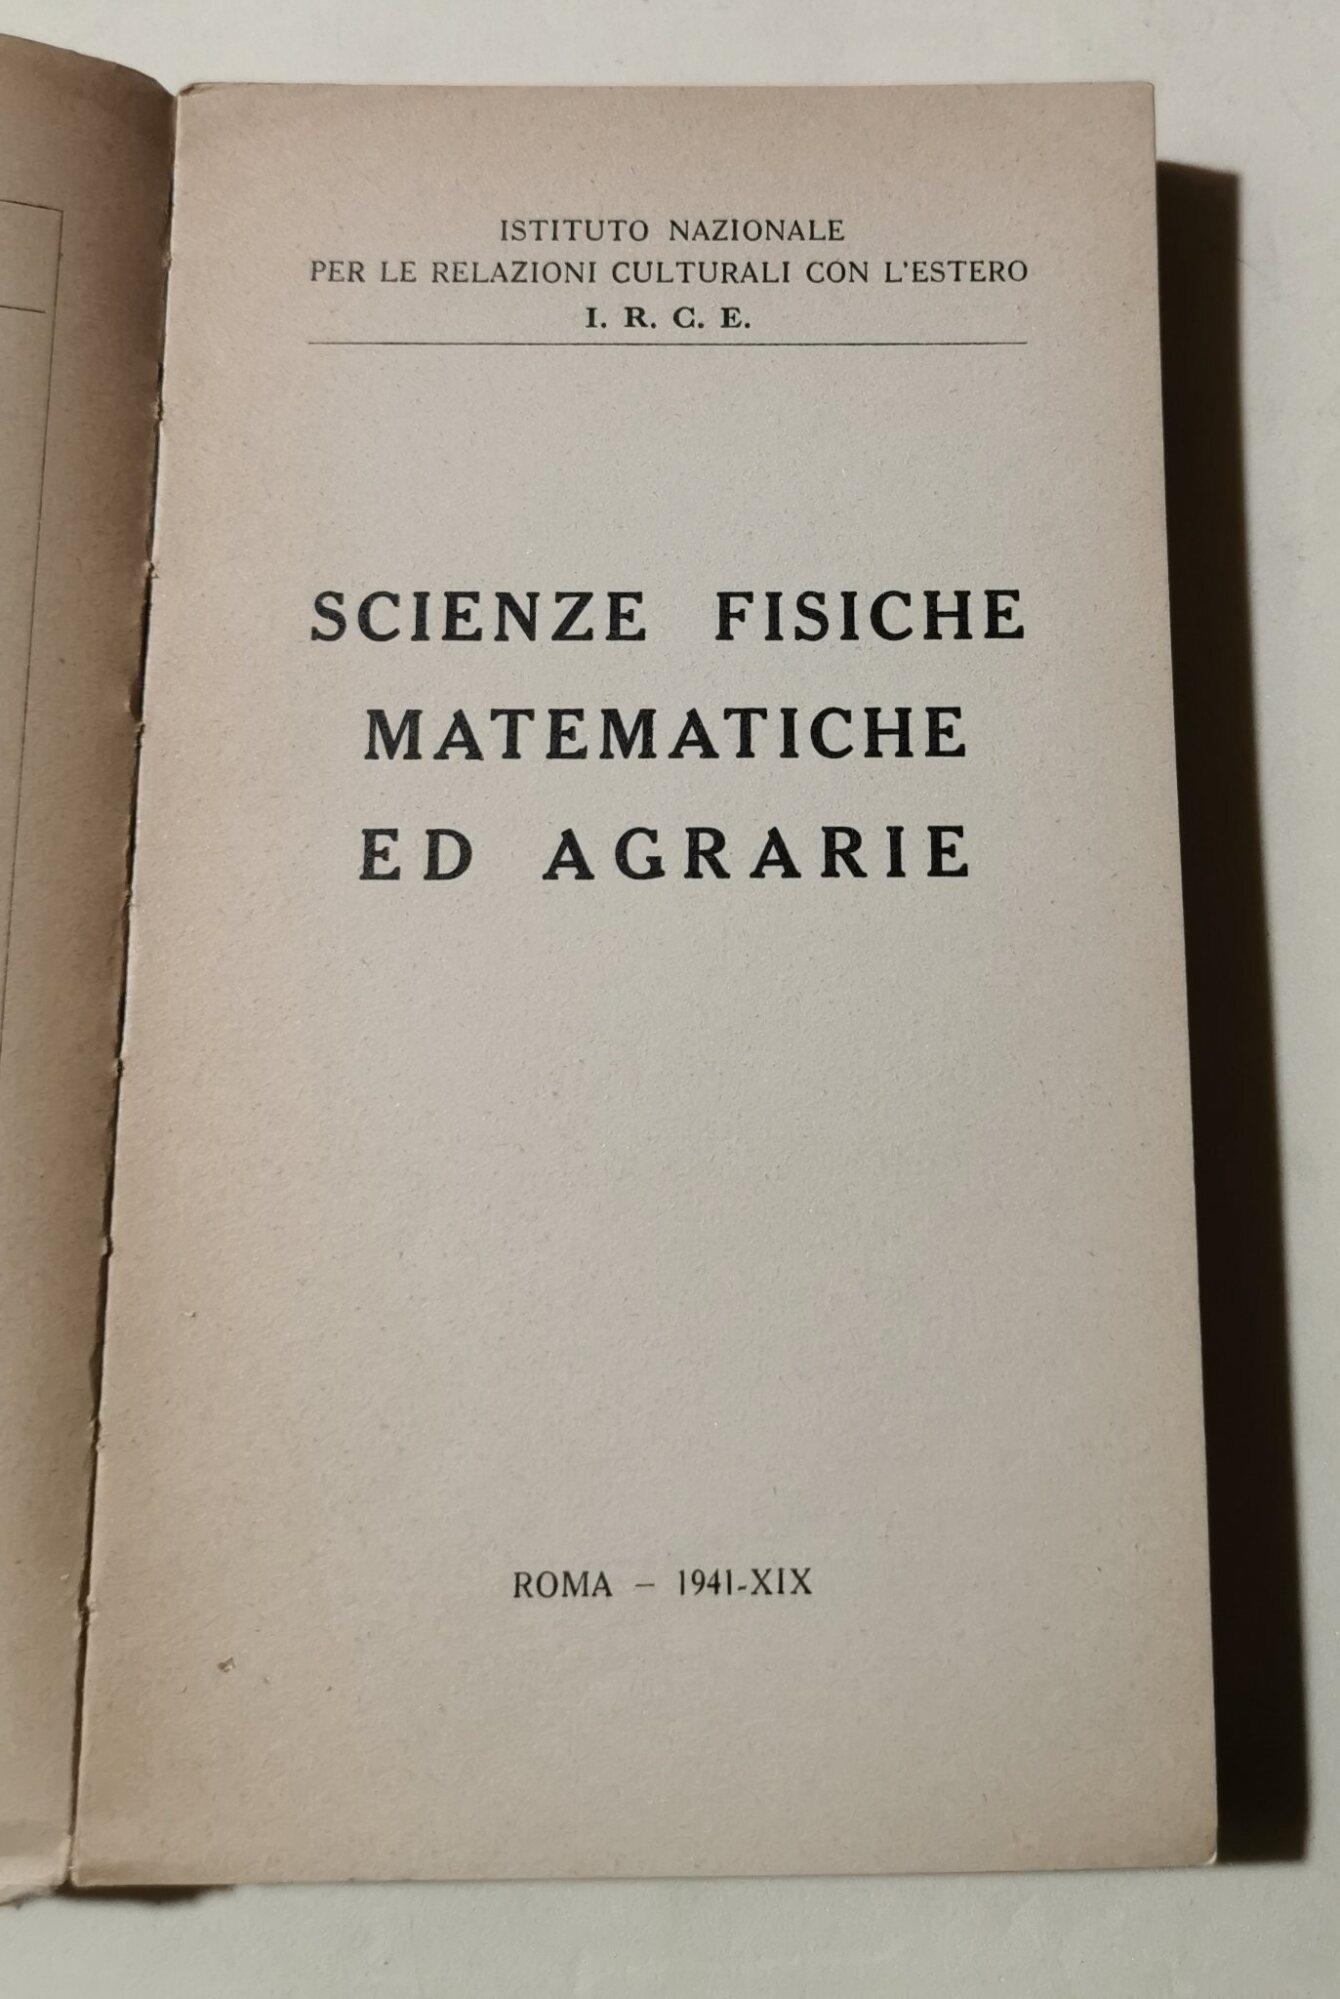 ISTITUTO NAZIONALE
PER LE RELAZIONI CULTURALI CON L'ESTERO
I. R. C. E.
SCIENZE FISICHE
MATEMATICHE
ED AGRARIE
ROMA - 1941-XIX